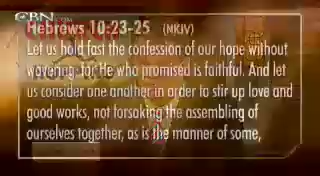 CBN.com
Hebrews 10:23-25 (NKJV)
Let us hold fast the confession of our hope without
wavering, for He who promised is faithful. And let
us consider one another in order to stir up love and
good works, not forsaking the assembling of
ourselves together, as is the manner of some,